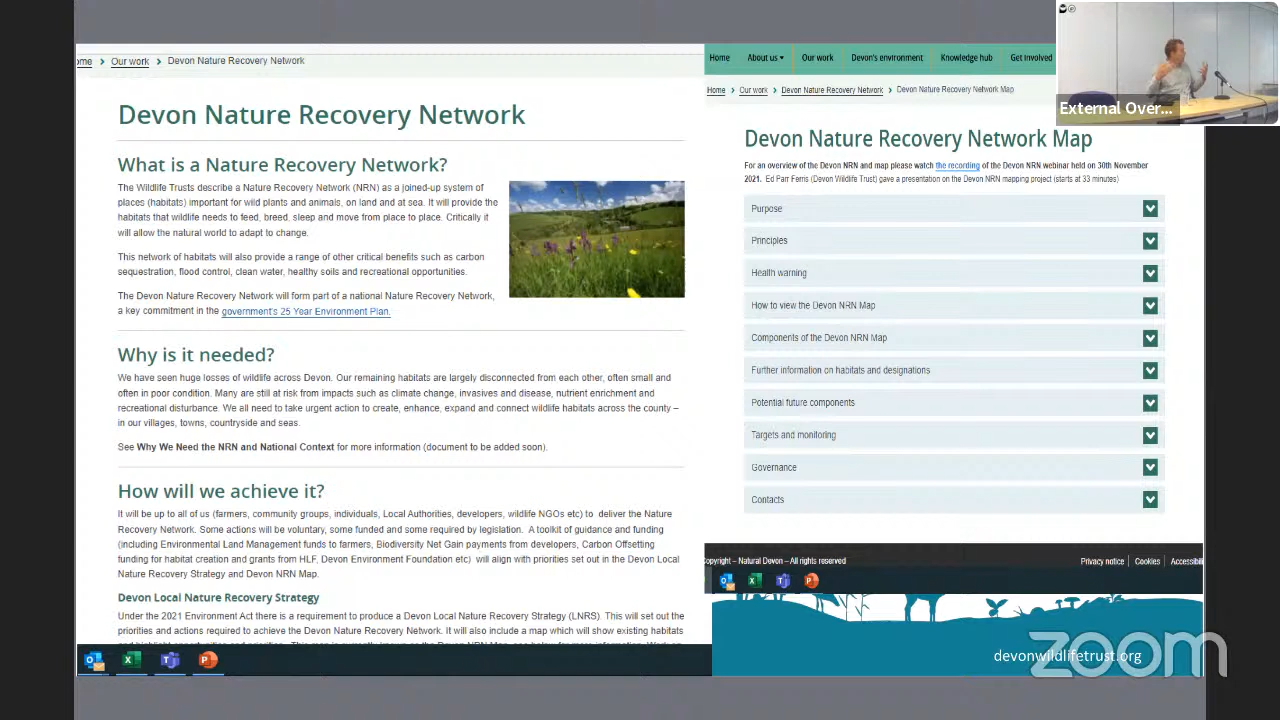 ome > Our work > Devon Nature Recovery Network
Devon Nature Recovery Network
What is a Nature Recovery Network?
The Wildlife Trusts describe a Nature Recovery Network (NRN) as a joined-up system of
places (habitats) important for wild plants and animals, on land and at sea. It will provide the
habitats that wildlife needs to feed, breed, sleep and move from place to place. Critically it
will allow the natural world to adapt to change.
This network of habitats will also provide a range of other critical benefits such as carbon
sequestration, flood control, clean water, healthy soils and recreational opportunities.
The Devon Nature Recovery Network will form part of a national Nature Recovery Network,
a key commitment in the government's 25 Year Environment Plan.
Why is it needed?
We have seen huge losses of wildlife across Devon. Our remaining habitats are largely disconnected from each other, often small and
often in poor condition. Many are still at risk from impacts such as climate change, invasives and disease, nutrient enrichment and
recreational disturbance. We all need to take urgent action to create, enhance, expand and connect wildlife habitats across the county –
in our villages, towns, countryside and seas.
See Why We Need the NRN and National Context for more information (document to be added soon).
How will we achieve it?
It will be up to all of us (farmers, community groups, individuals, Local Authorities, developers, wildlife NGOs etc) to deliver the Nature
Recovery Network. Some actions will be voluntary, some funded and some required by legislation. A toolkit of guidance and funding
(including Environmental Land Management funds to farmers, Biodiversity Net Gain payments from developers, Carbon Offsetting
funding for habitat creation and grants from HLF, Devon Environment Foundation etc) will align with priorities set out in the Devon Local
Nature Recovery Strategy and Devon NRN Map.
Devon Local Nature Recovery Strategy
Under the 2021 Environment Act there is a requirement to produce a Devon Local Nature Recovery Strategy (LNRS). This will set out the
priorities and actions required to achieve the Devon Nature Recovery Network. It will also include a map which will show existing habitats
Home About us Our work Devon's environment Knowledge hub Get involved
Home > Our work > Devon Nature Recovery Network > Devon Nature Recovery Network Map
Devon Nature Recovery Network Map
For an overview of the Devon NRN and map please watch the recording of the Devon NRN webinar held on 30th November
2021. Ed Parr Ferris (Devon Wildlife Trust) gave a presentation on the Devon NRN mapping project (starts at 33 minutes)
Purpose
Principles
Health warning
How to view the Devon NRN Map
Components of the Devon NRN Map
Further information on habitats and designations
Potential future components
Targets and monitoring
Governance
Contacts
opyright – Natural Devon – All rights reserved
Privacy notice Cookies Accessibili
devonwildlifetrust.org
zoom
External Over...